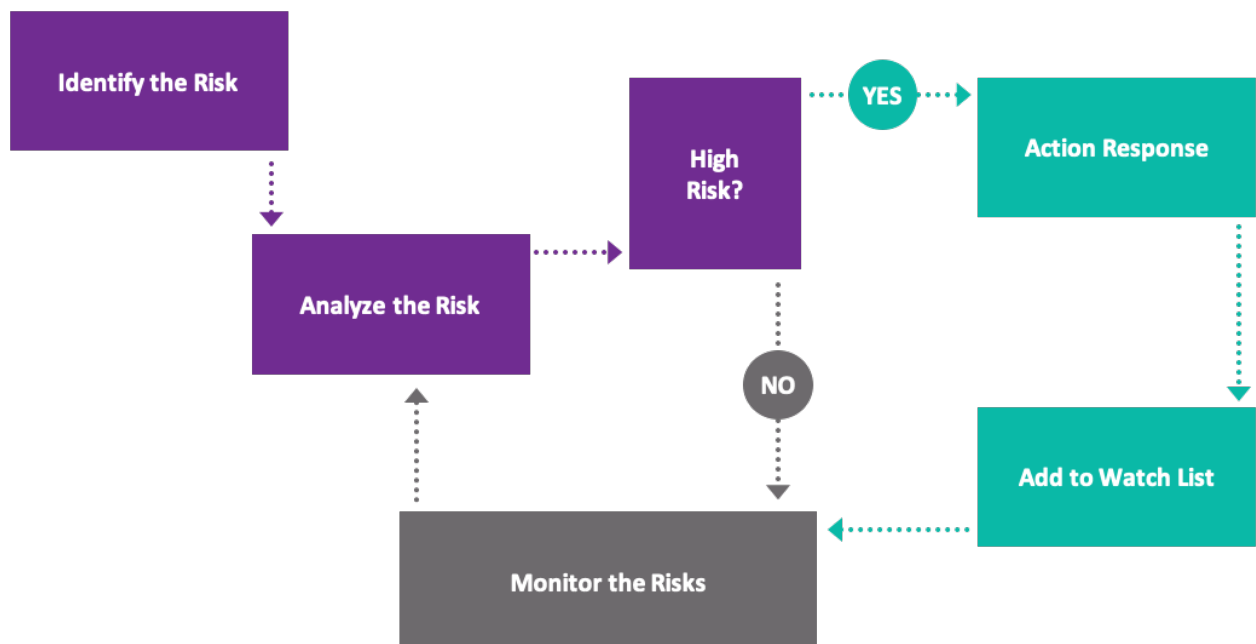 Identify the Risk
YES
High
Risk?
Action Response
Analyze the Risk
NO
Add to Watch List
Monitor the Risks